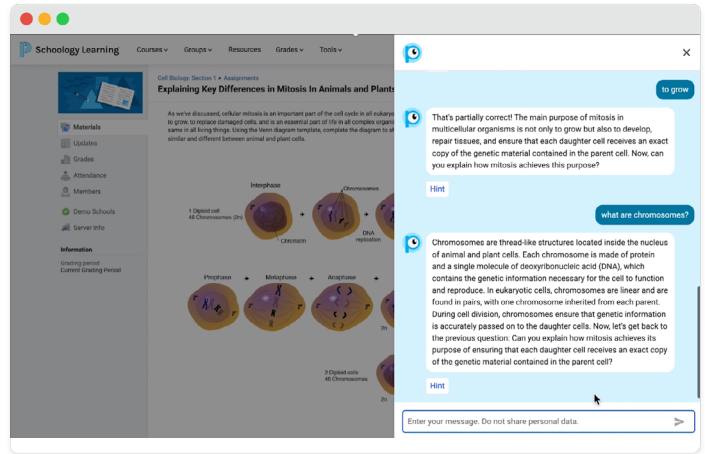 Schoology Learning
Courses
Groups
Resources
Grades
Tools
Cell Biology: Section 1 ▸ Assignments
Explaining Key Differences in Mitosis In Animals and Plants
Materials
Updates
Grades
Attendance
Members
Demo Schools
Server Info
Information
Grading period
Current Grading Period
As we've discussed, cellular mitosis is an important part of the cell cycle in all eukaryo
to grow, to replace damaged cells, and is an essential part of life in all complex organis
same in all living things. Using the Venn diagram template, complete the diagram to sh
similar and different between animal and plant cells.
Interphase
Chromosomes
1 Diploid cell
46 Chromosomes (2n)
Chromatin
DNA
replication
Prophase
Metaphase
Anaphase
2n
2 Diploid cells
46 Chromosomes
2n
to grow
That's partially correct! The main purpose of mitosis in
multicellular organisms is not only to grow but also to develop,
repair tissues, and ensure that each daughter cell receives an exact
copy of the genetic material contained in the parent cell. Now, can
you explain how mitosis achieves this purpose?
Hint
what are chromosomes?
Chromosomes are thread-like structures located inside the nucleus
of animal and plant cells. Each chromosome is made of protein
and a single molecule of deoxyribonucleic acid (DNA), which
contains the genetic information necessary for the cell to function
and reproduce. In eukaryotic cells, chromosomes are linear and are
found in pairs, with one chromosome inherited from each parent.
During cell division, chromosomes ensure that genetic information
is accurately passed on to the daughter cells. Now, let's get back to
the previous question: Can you explain how mitosis achieves its
purpose of ensuring that each daughter cell receives an exact copy
of the genetic material contained in the parent cell?
Hint
Enter your message. Do not share personal data.